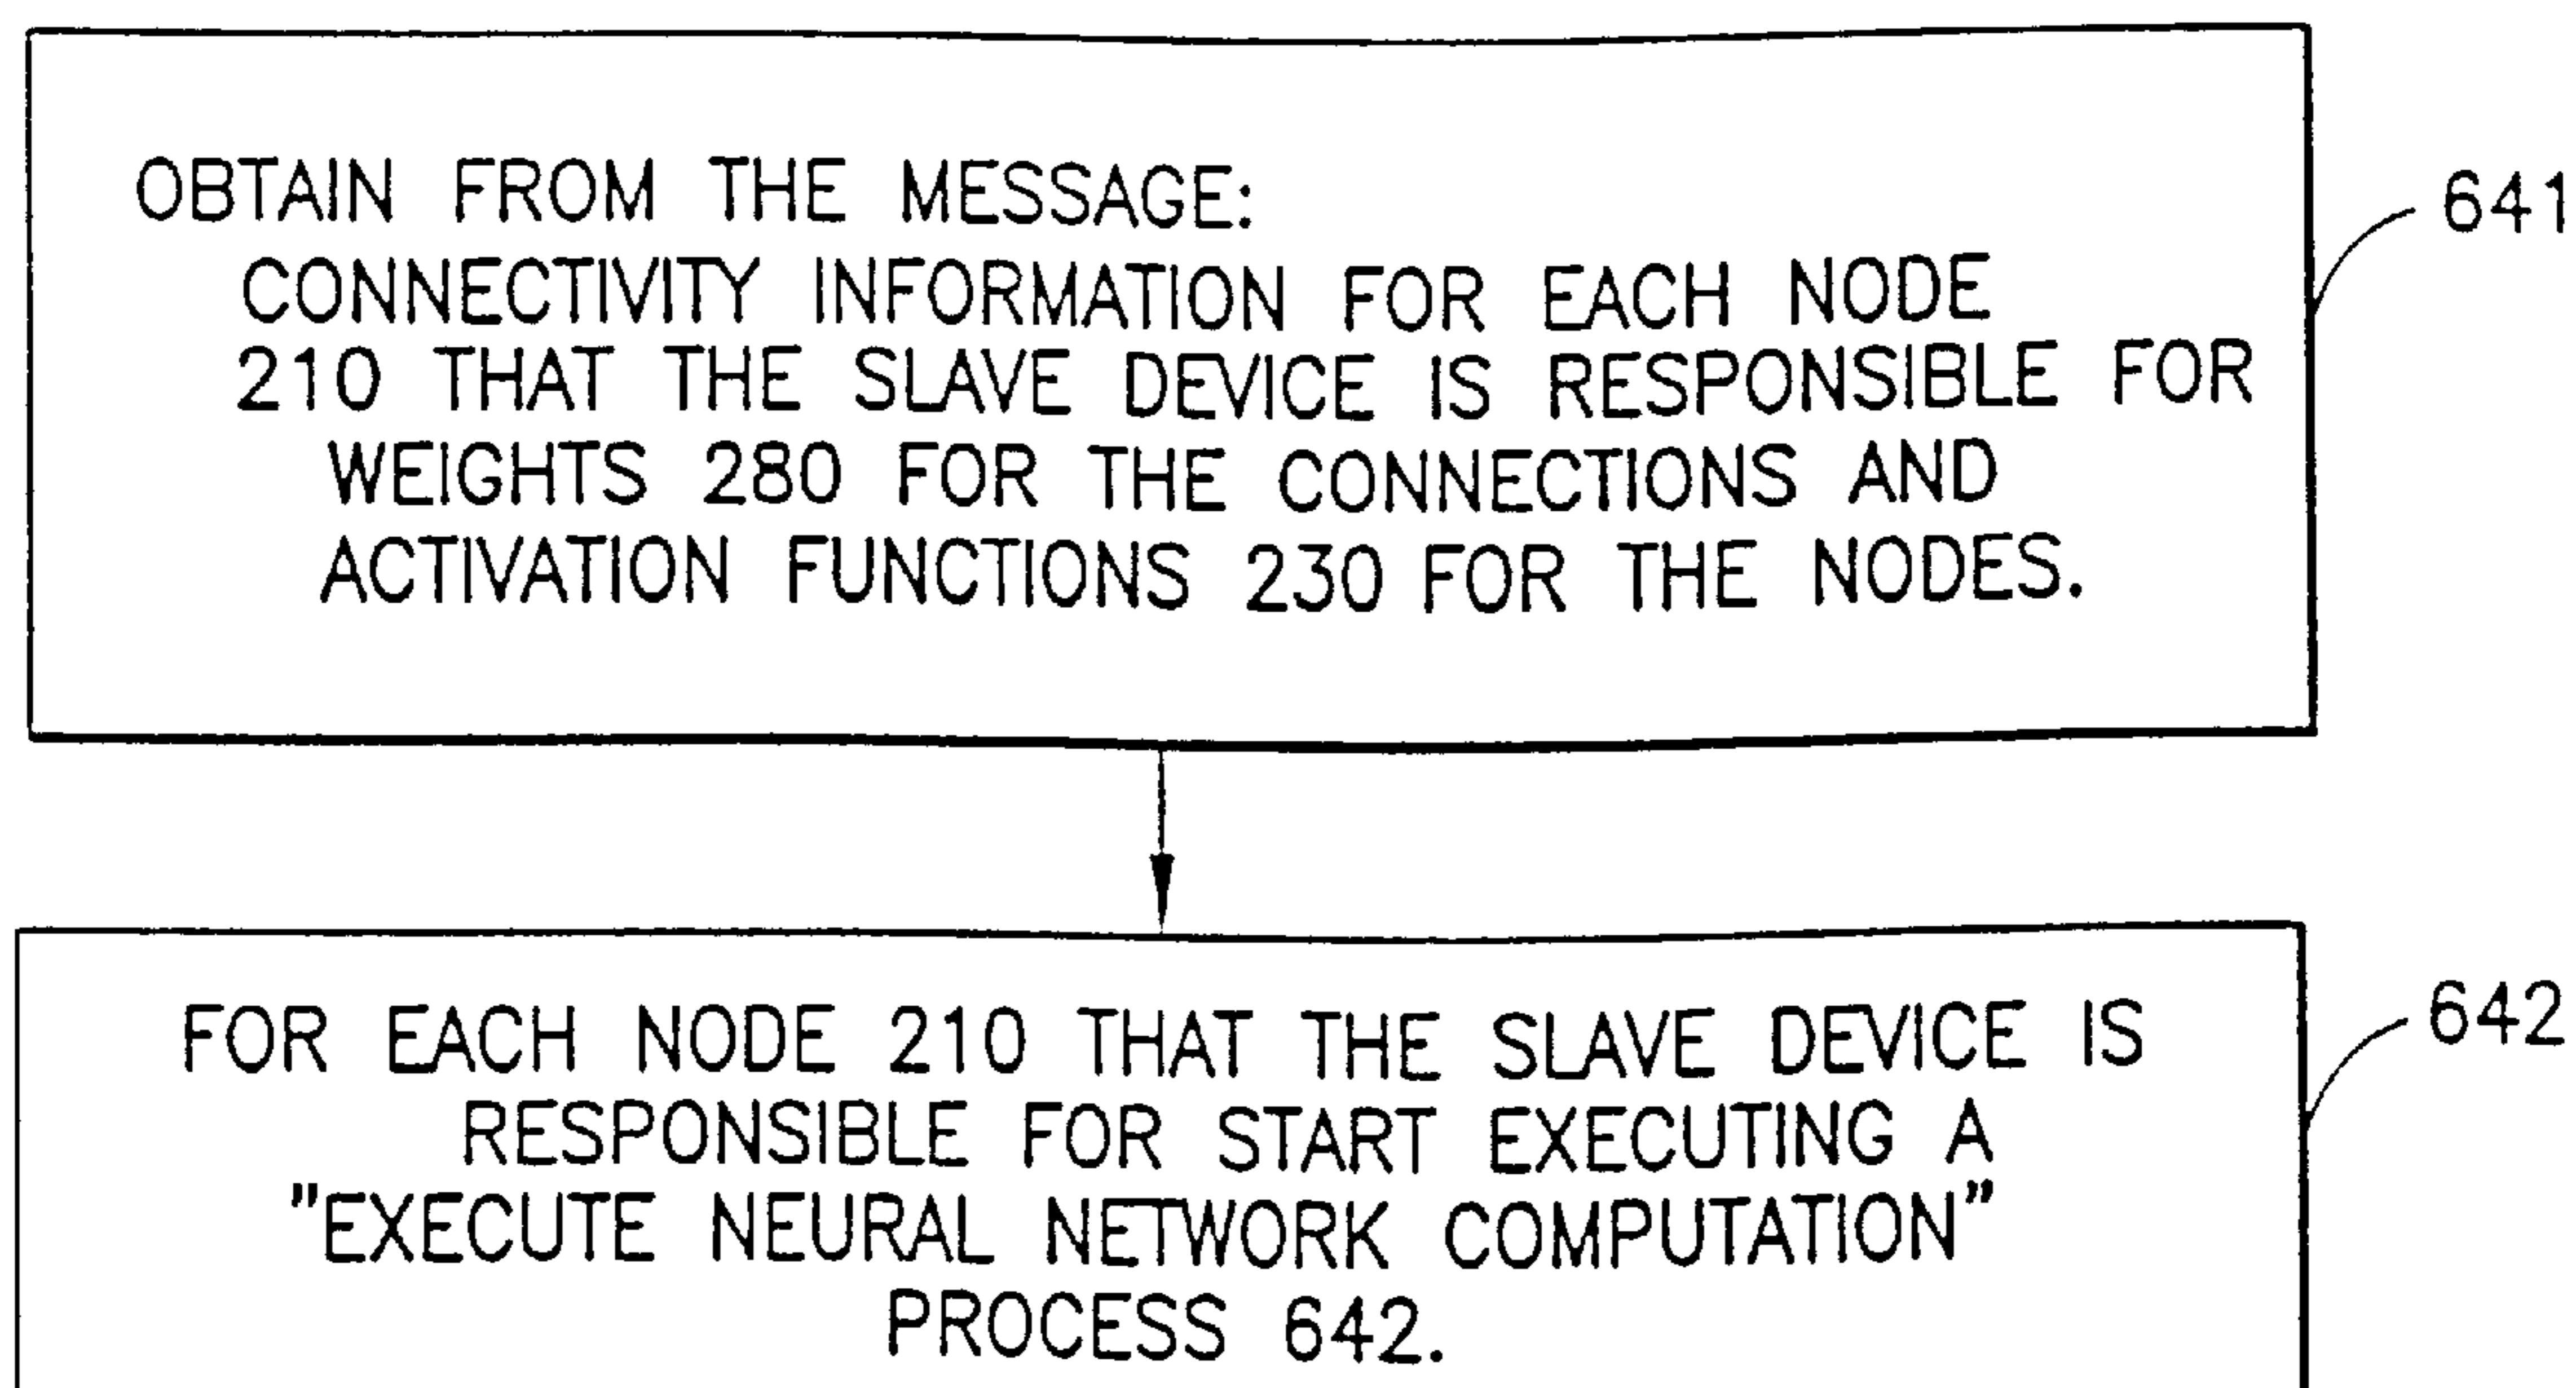 OBTAIN FROM THE MESSAGE:
CONNECTIVITY INFORMATION FOR EACH NODE
210 THAT THE SLAVE DEVICE IS RESPONSIBLE FOR
WEIGHTS 280 FOR THE CONNECTIONS AND
ACTIVATION FUNCTIONS 230 FOR THE NODES.
641
FOR EACH NODE 210 THAT THE SLAVE DEVICE IS
RESPONSIBLE FOR START EXECUTING A
"EXECUTE NEURAL NETWORK COMPUTATION"
PROCESS 642.
642